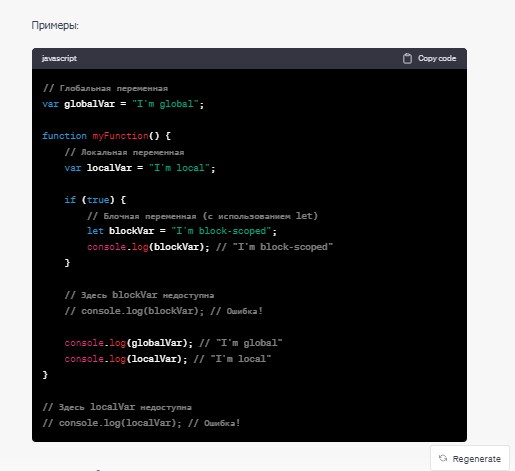 Примеры:
javascript
Copy code
// Глобальная переменная
var globalVar = "I'm global";
function myFunction() {
// Локальная переменная
var localVar = "I'm local";
if (true) {
// Блочная переменная (с использованием let)
let blockVar = "I'm block-scoped";
console.log(blockVar); // "I'm block-scoped"
}
// Здесь blockVar недоступна
// console.log(blockVar); // Ошибка!
console.log(globalVar); // "I'm global"
console.log(localVar); // "I'm local"
}
// Здесь localVar недоступна
// console.log(localVar); // Ошибка!
Regenerate